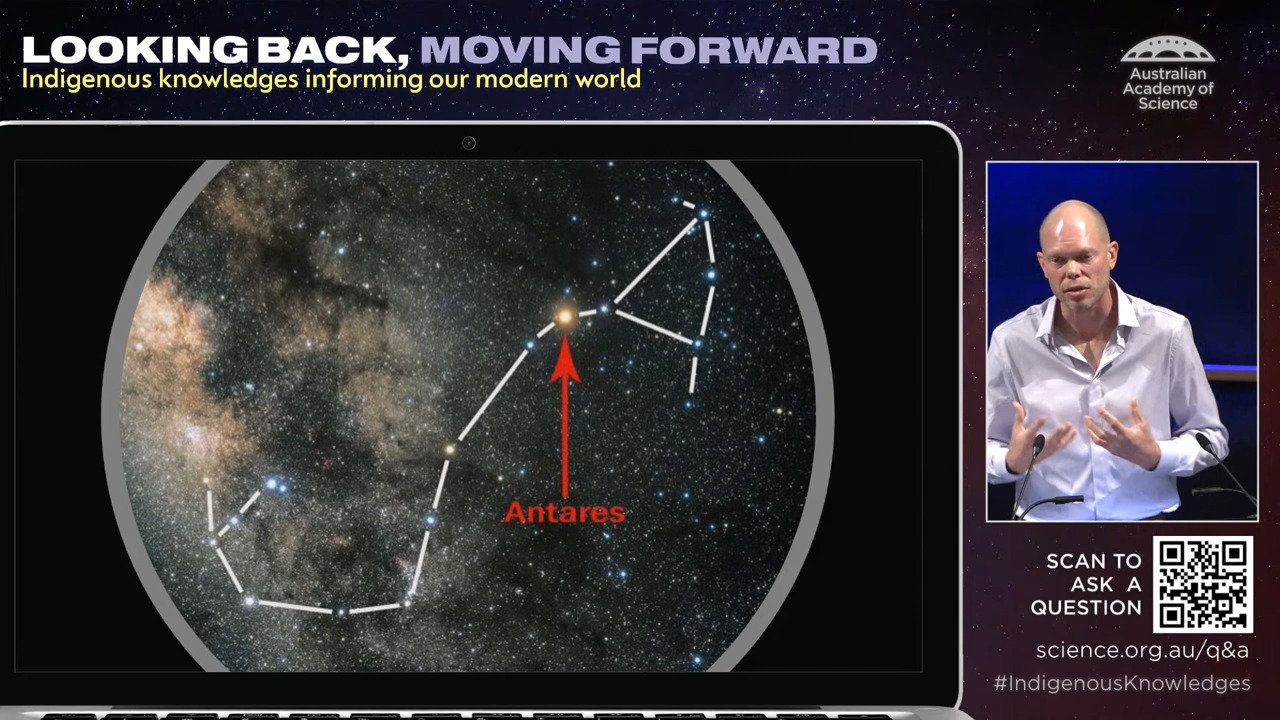 LOOKING BACK, MOVING FORWARD
Indigenous knowledges informing our modern world
Australian
Academy of
Science
Antares
SCAN TO
ASK A
QUESTION
science.org.au/q&a
#IndigenousKnowledges